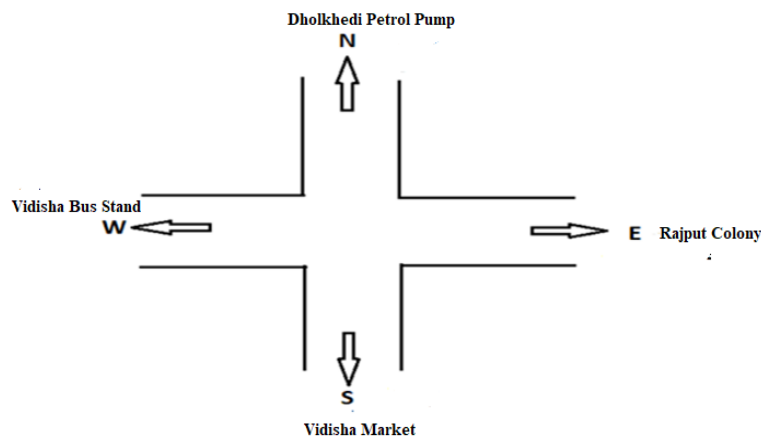 Dholkhedi Petrol Pump
N
Vidisha Bus Stand
W
E Rajput Colony
S
Vidisha Market